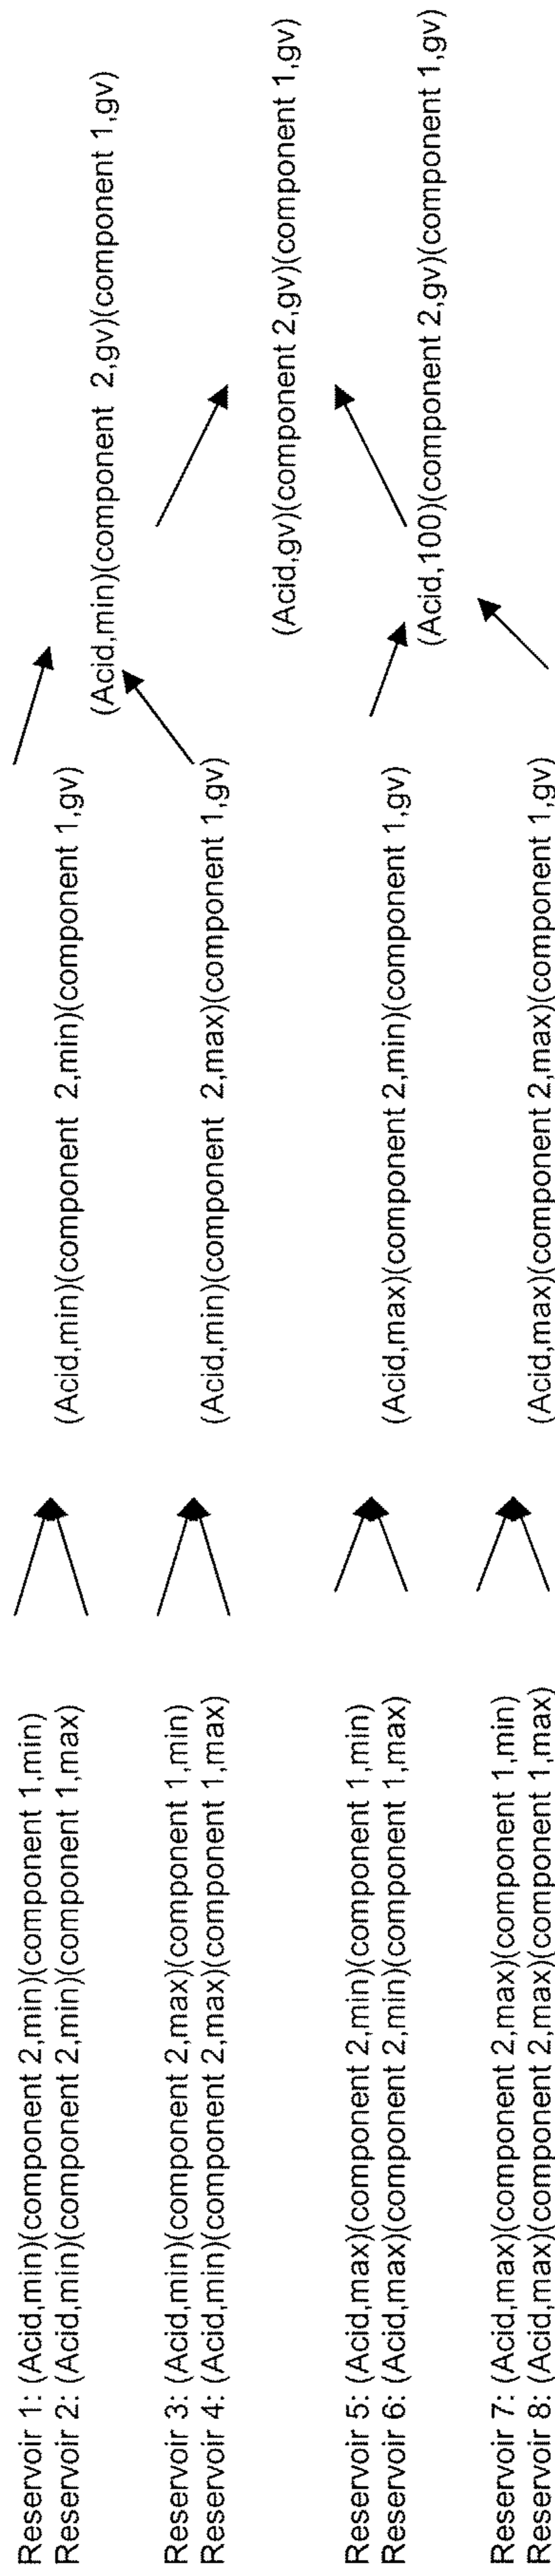 Reservoir 1: (Acid,min)(component 2,min)(component 1,min)
Reservoir 2: (Acid,min)(component 2,min)(component 1,max)
Reservoir 3: (Acid,min)(component 2,max)(component 1,min)
Reservoir 4: (Acid,min)(component 2,max)(component 1,max)
Reservoir 5: (Acid,max)(component 2,min)(component 1,min)
Reservoir 6: (Acid,max)(component 2,min)(component 1,max)
Reservoir 7: (Acid,max)(component 2,max)(component 1,min)
Reservoir 8: (Acid,max)(component 2,max)(component 1,max)
(Acid,min)(component 2,min)(component 1,gv)
(Acid,min)(component 2,max)(component 1,gv)
(Acid,max)(component 2,min)(component 1,gv)
(Acid,max)(component 2,max)(component 1,gv)
(Acid,min)(component 2,gv)(component 1,gv)
(Acid,gv)(component 2,gv)(component 1,gv)
(Acid,100)(component 2,gv)(component 1,gv)